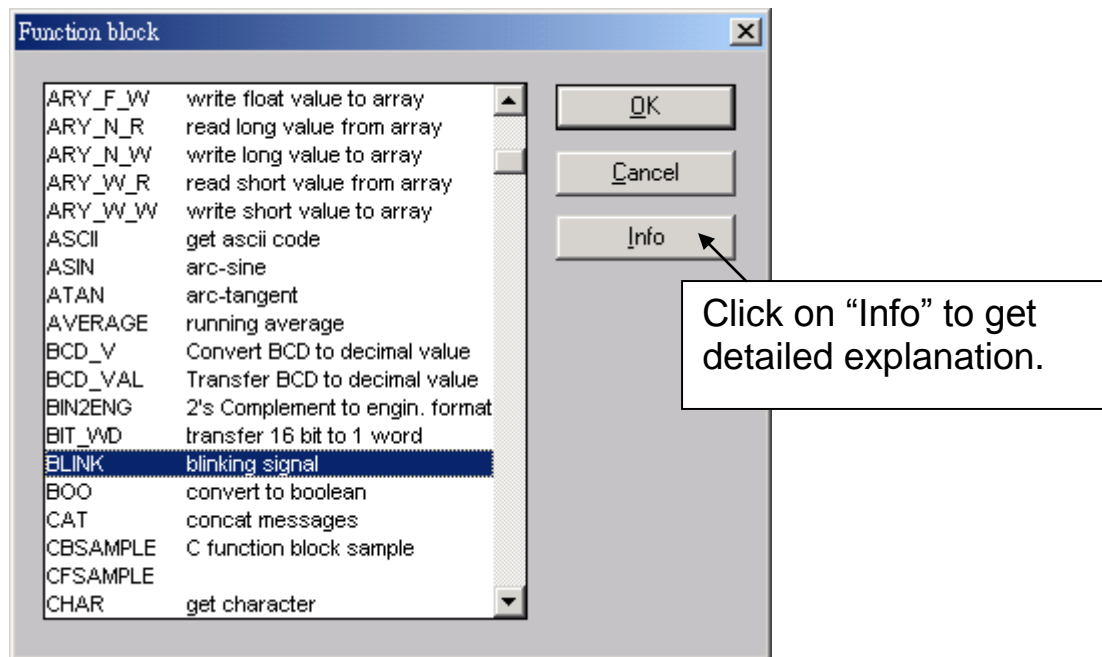 Function block
ARY_F_W write float value to array
ARY_N_R read long value from array
ARY_N_W write long value to array
ARY_W_R read short value from array
ARY_W_W write short value to array
ASCII get ascii code
ASIN arc-sine
ATAN arc-tangent
AVERAGE running average
BCD_V Convert BCD to decimal value
BCD_VAL Transfer BCD to decimal value
BIN2ENG 2's Complement to engin. format
BIT_WD transfer 16 bit to 1 word
BLINK blinking signal
BOO convert to boolean
CAT concat messages
CBSAMPLE C function block sample
CFSAMPLE
CHAR get character
OK
Cancel
Info
Click on “Info” to get
detailed explanation.